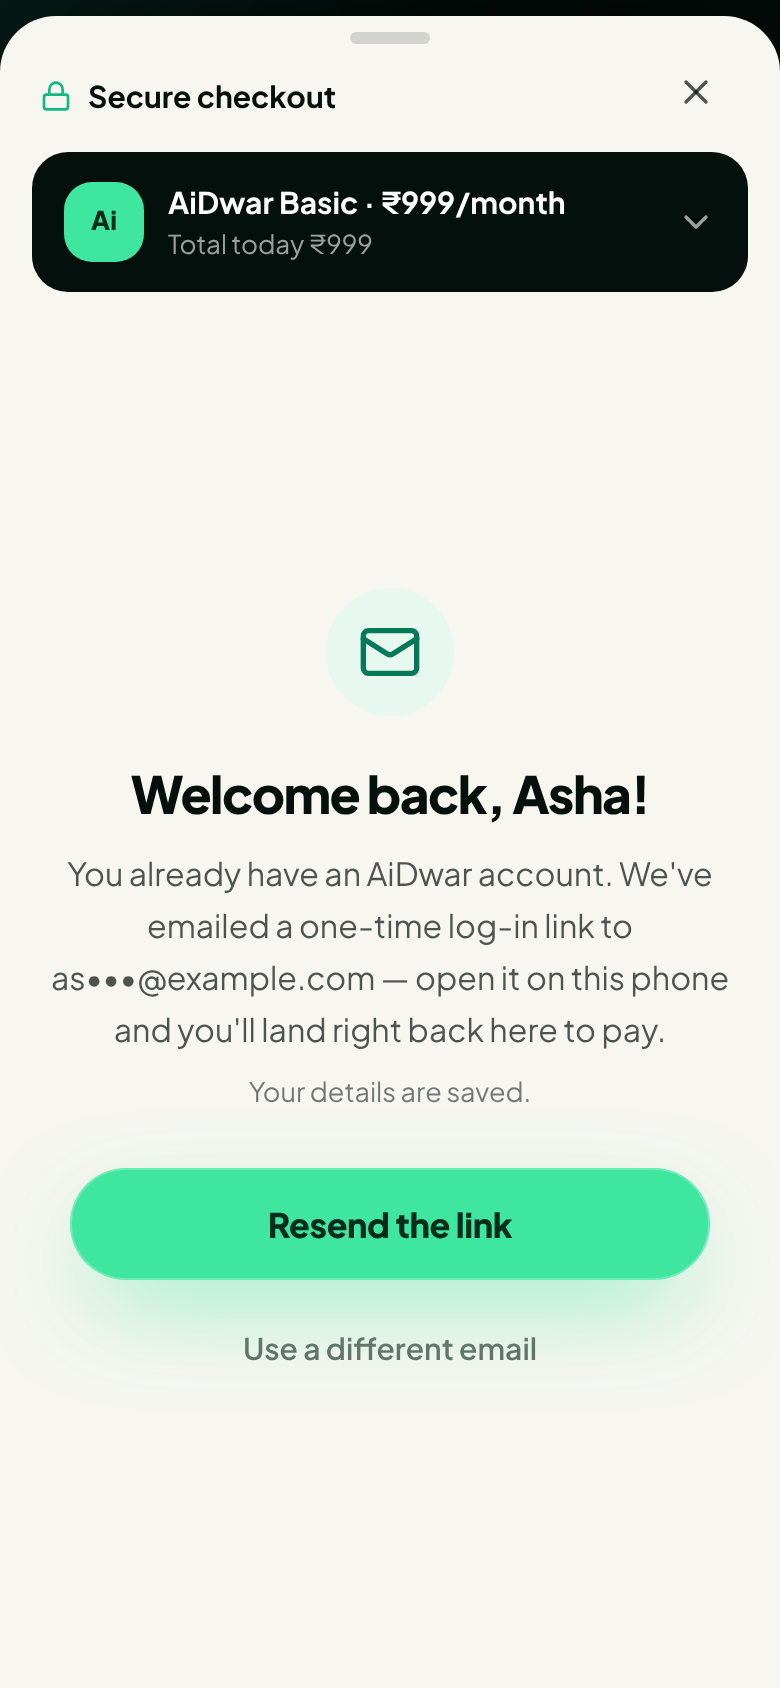 Secure checkout
Ai
AiDwar Basic · ₹999/month
Total today ₹999
Welcome back, Asha!
You already have an AiDwar account. We've
emailed a one-time log-in link to
as•••@example.com — open it on this phone
and you'll land right back here to pay.
Your details are saved.
Resend the link
Use a different email